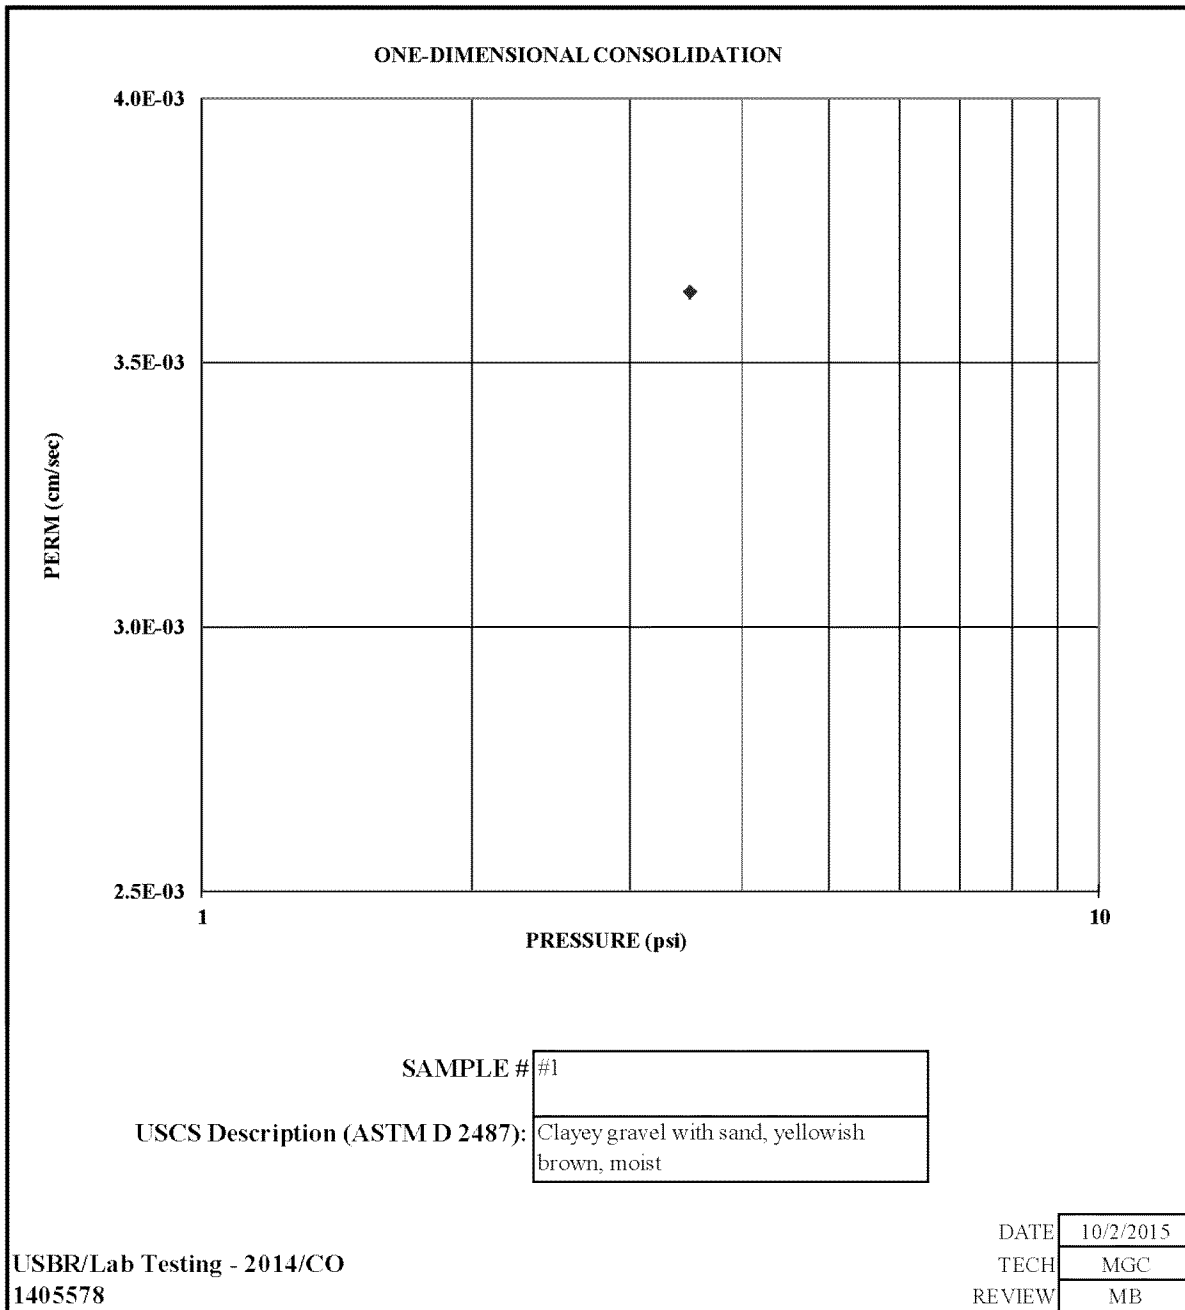 ONE-DIMENSIONAL CONSOLIDATION
4.0E-03
3.5E-03
3.0E-03
2.5E-03
PERM (cm/sec)
1
10
PRESSURE (psi)
SAMPLE # #1
USCS Description (ASTM D 2487): Clayey gravel with sand, yellowish
brown, moist
DATE 10/2/2015
USBR/Lab Testing - 2014/CO
TECH MGC
1405578
REVIEW MB